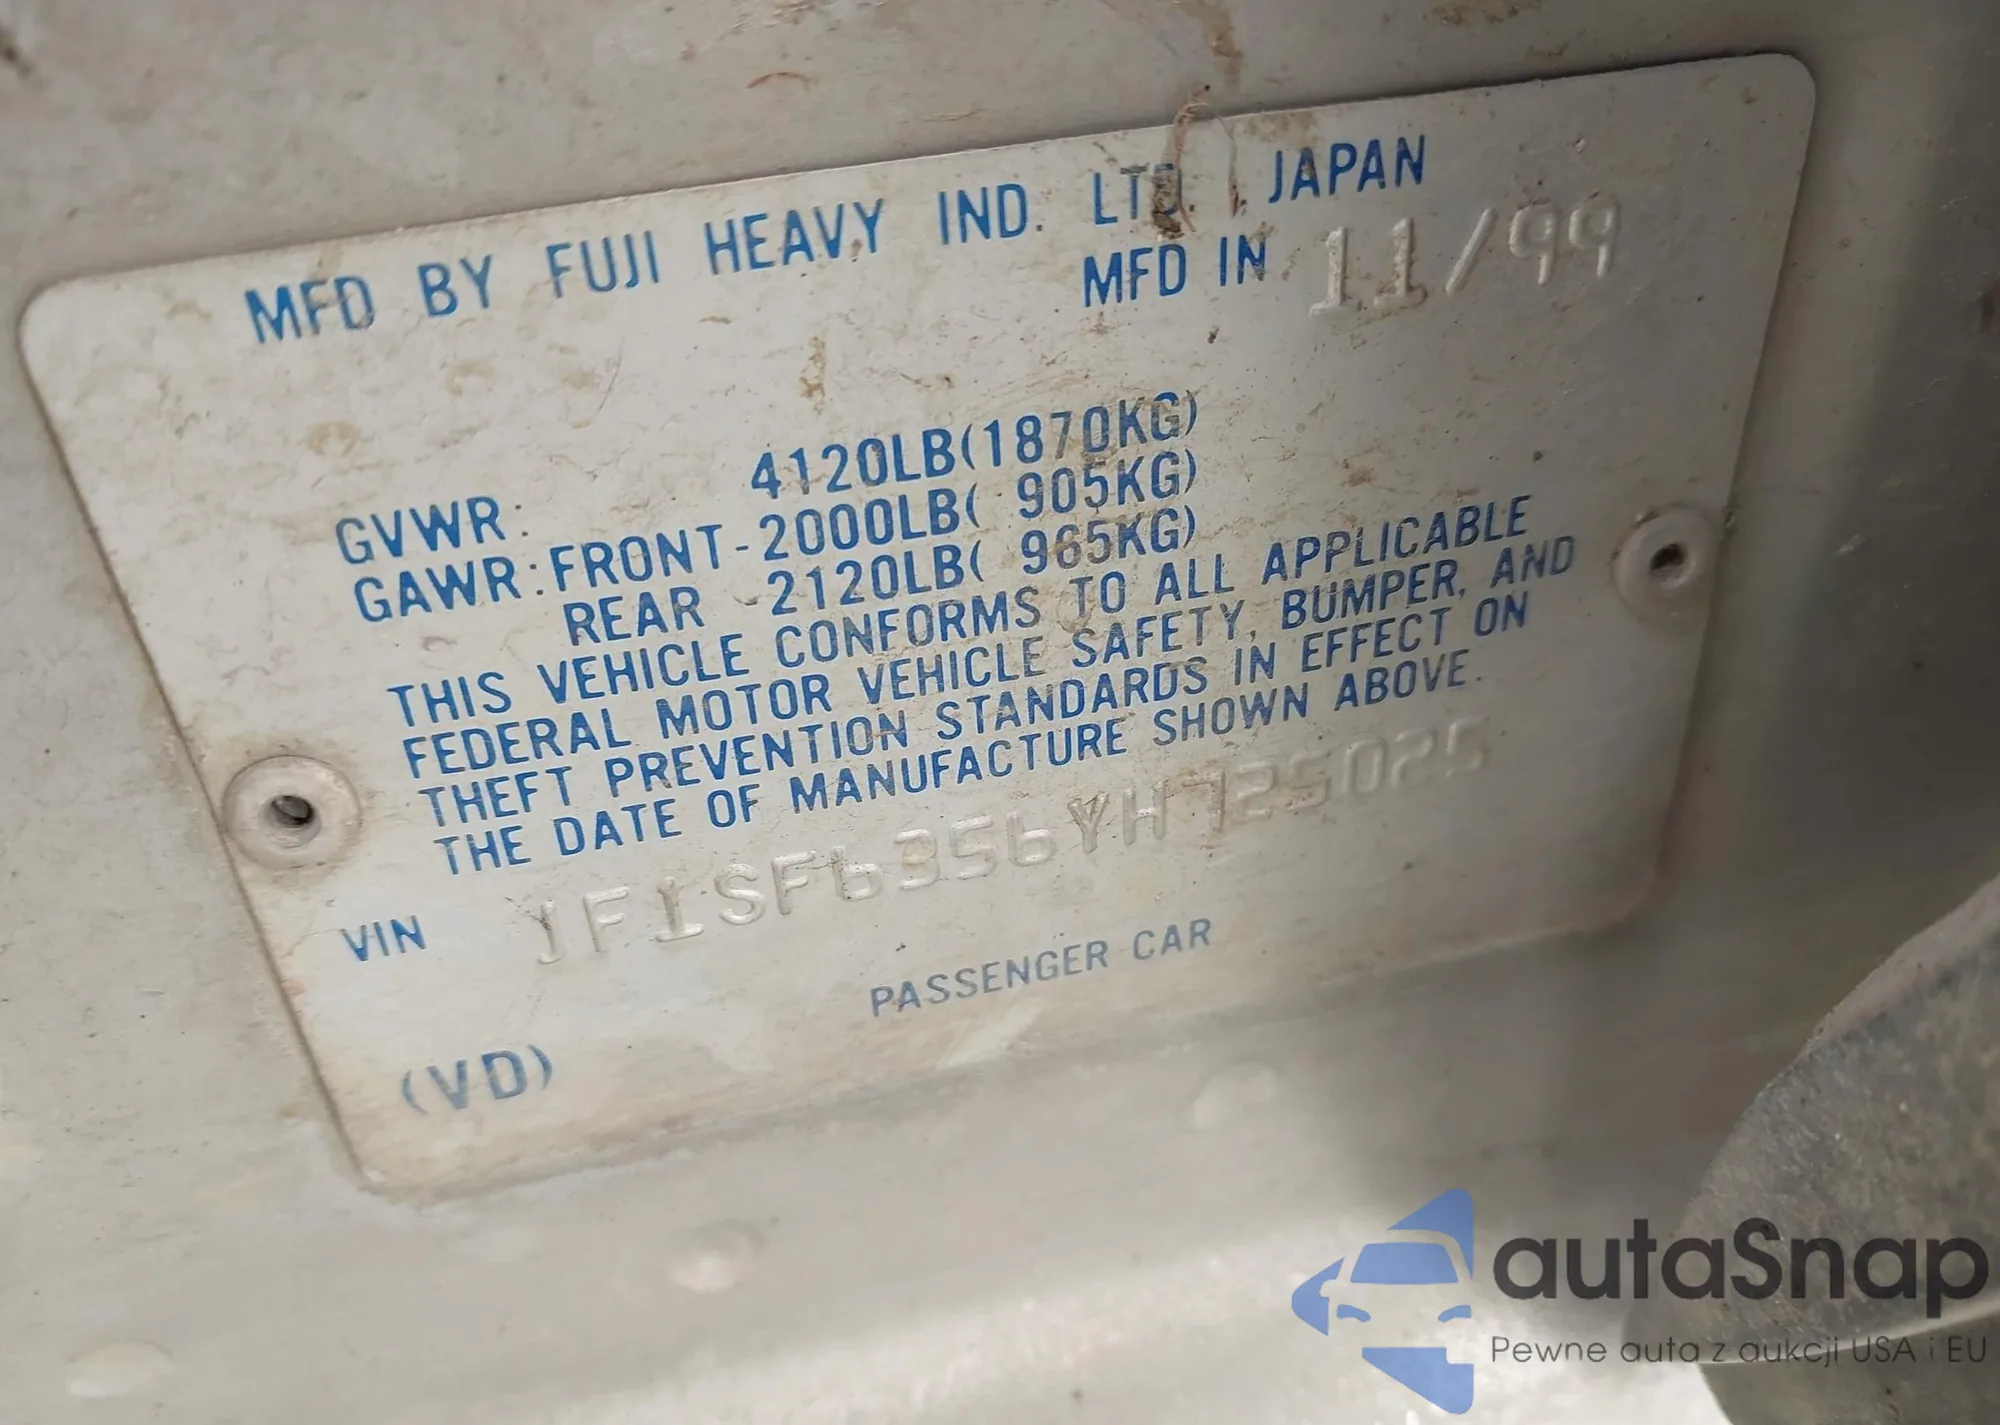 MFD BY FUJI HEAVY IND. LTD. JAPAN
MFD IN 11/99
GVWR: 4120LB(1870KG)
GAWR:FRONT-2000LB( 905KG)
REAR -2120LB( 965KG)
THIS VEHICLE CONFORMS TO ALL APPLICABLE
FEDERAL MOTOR VEHICLE SAFETY, BUMPER, AND
THEFT PREVENTION STANDARDS IN EFFECT ON
THE DATE OF MANUFACTURE SHOWN ABOVE.
VIN JF1SF6356YH725025
PASSENGER CAR
(VD)
autaSnap
Pewne auta z aukcji USA i EU